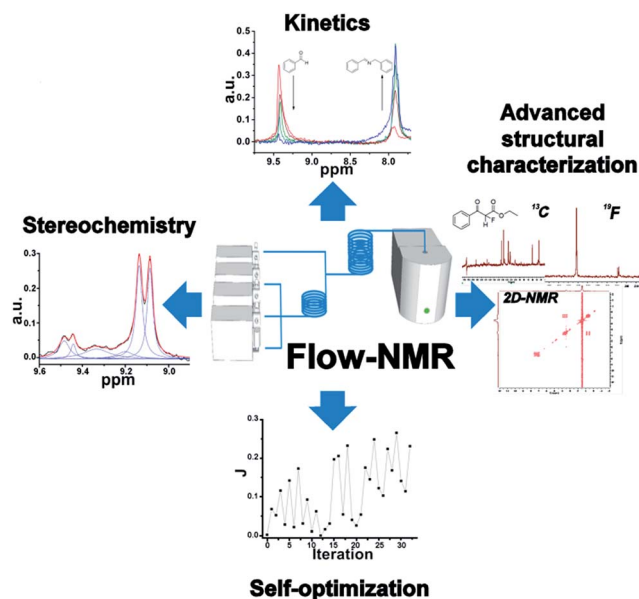 Kinetics
0.5
0.4
0.3
0.2
0.1
0.0
a.u.
O
H
N
9.5 9.0 8.5 8.0
ppm
Advanced
structural
characterization
O O
F
H
13C
19F
2D-NMR
Stereochemistry
0.3
0.2
0.1
0.0
a.u.
9.6 9.4 9.2 9.0
ppm
Flow-NMR
0.3
0.2
0.1
0.0
J
0 5 10 15 20 25 30
Iteration
Self-optimization